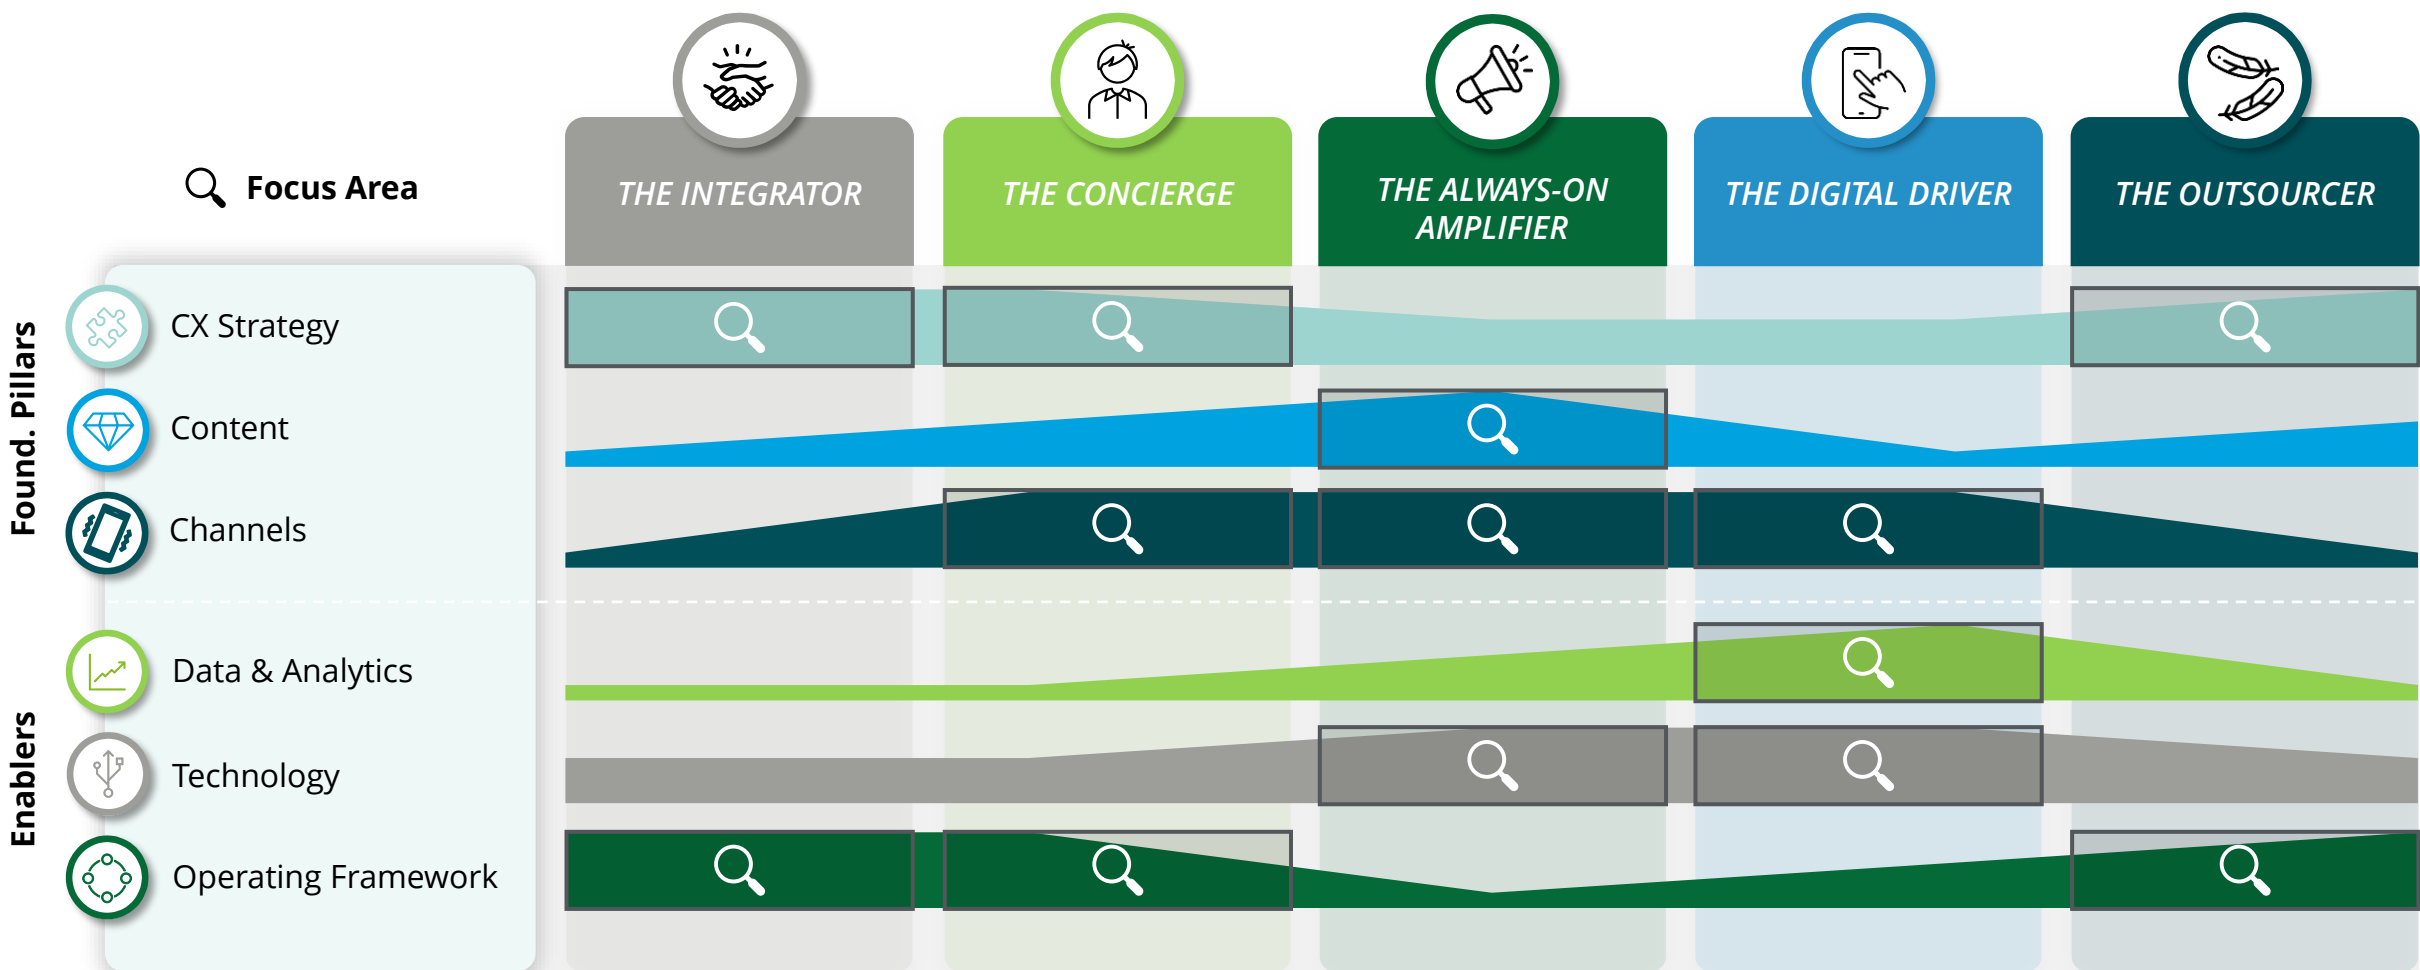 Focus Area
THE INTEGRATOR
THE CONCIERGE
THE ALWAYS-ON
AMPLIFIER
THE DIGITAL DRIVER
THE OUTSOURCER
Found. Pillars
CX Strategy
Content
Channels
Enablers
Data & Analytics
Technology
Operating Framework